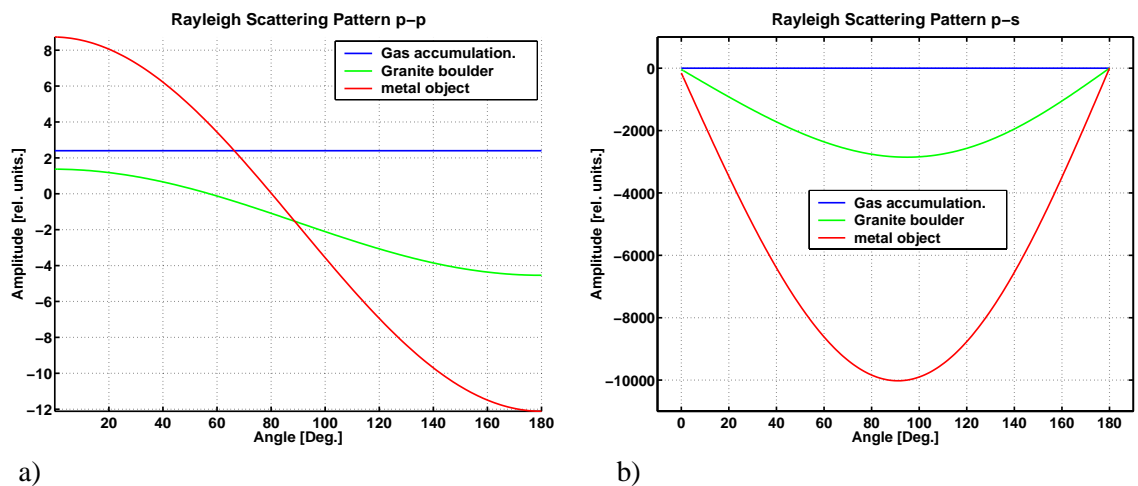 Rayleigh Scattering Pattern p−p
Gas accumulation.
Granite boulder
metal object
Amplitude [rel. units.]
8
6
4
2
0
−2
−4
−6
−8
−10
−12
20 40 60 80 100 120 140 160 180
Angle [Deg.]
a)
Rayleigh Scattering Pattern p−s
Gas accumulation.
Granite boulder
metal object
Amplitude [rel. units.]
0
−2000
−4000
−6000
−8000
−10000
0 20 40 60 80 100 120 140 160 180
Angle [Deg.]
b)